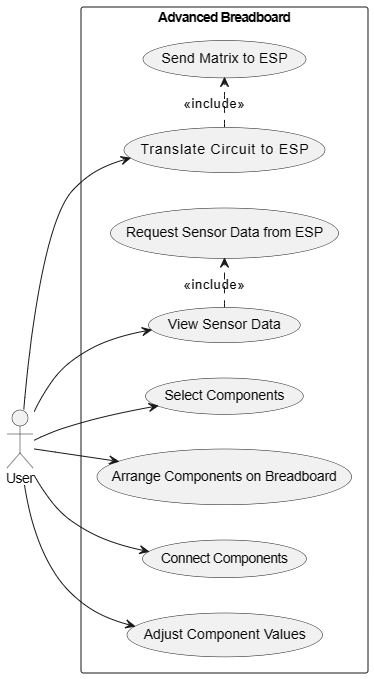 Advanced Breadboard
Send Matrix to ESP
«include»
Translate Circuit to ESP
Request Sensor Data from ESP
«include»
View Sensor Data
Select Components
Arrange Components on Breadboard
User
Connect Components
Adjust Component Values